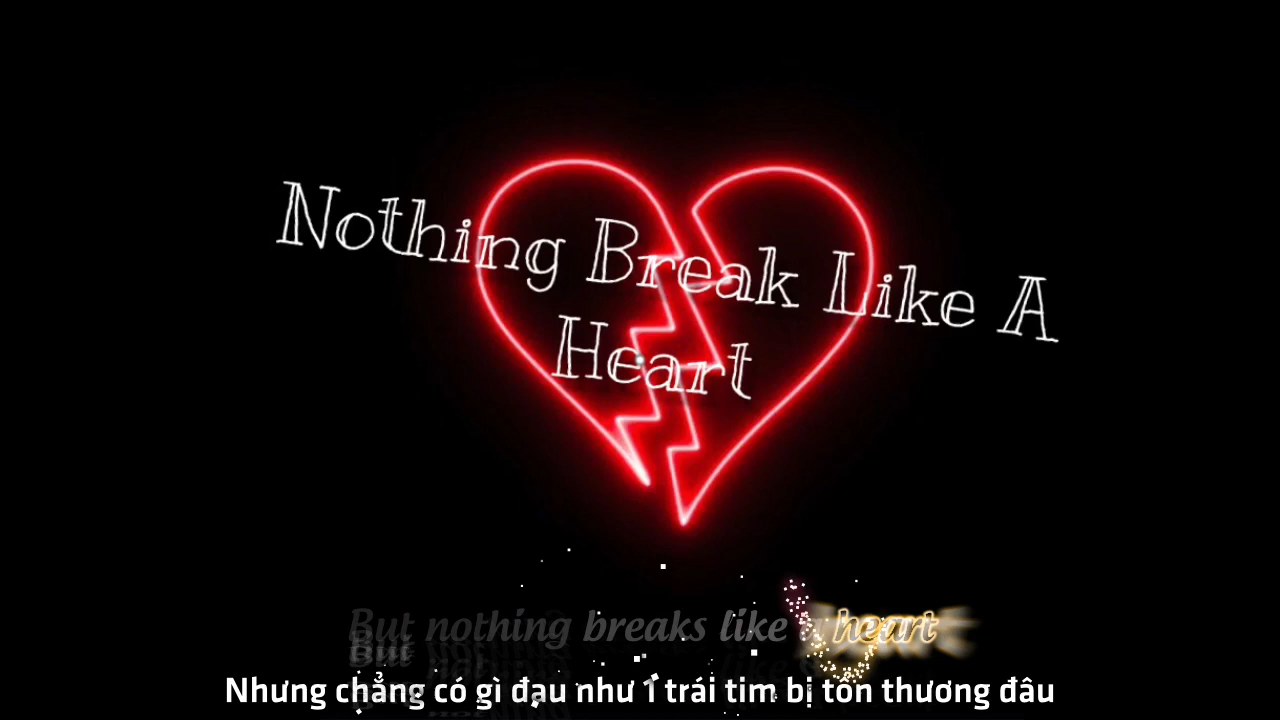 Nothing Break Like A
Heart
But nothing breaks like a heart
Nhưng chẳng có gì đau như 1 trái tim bị tổn thương đâu